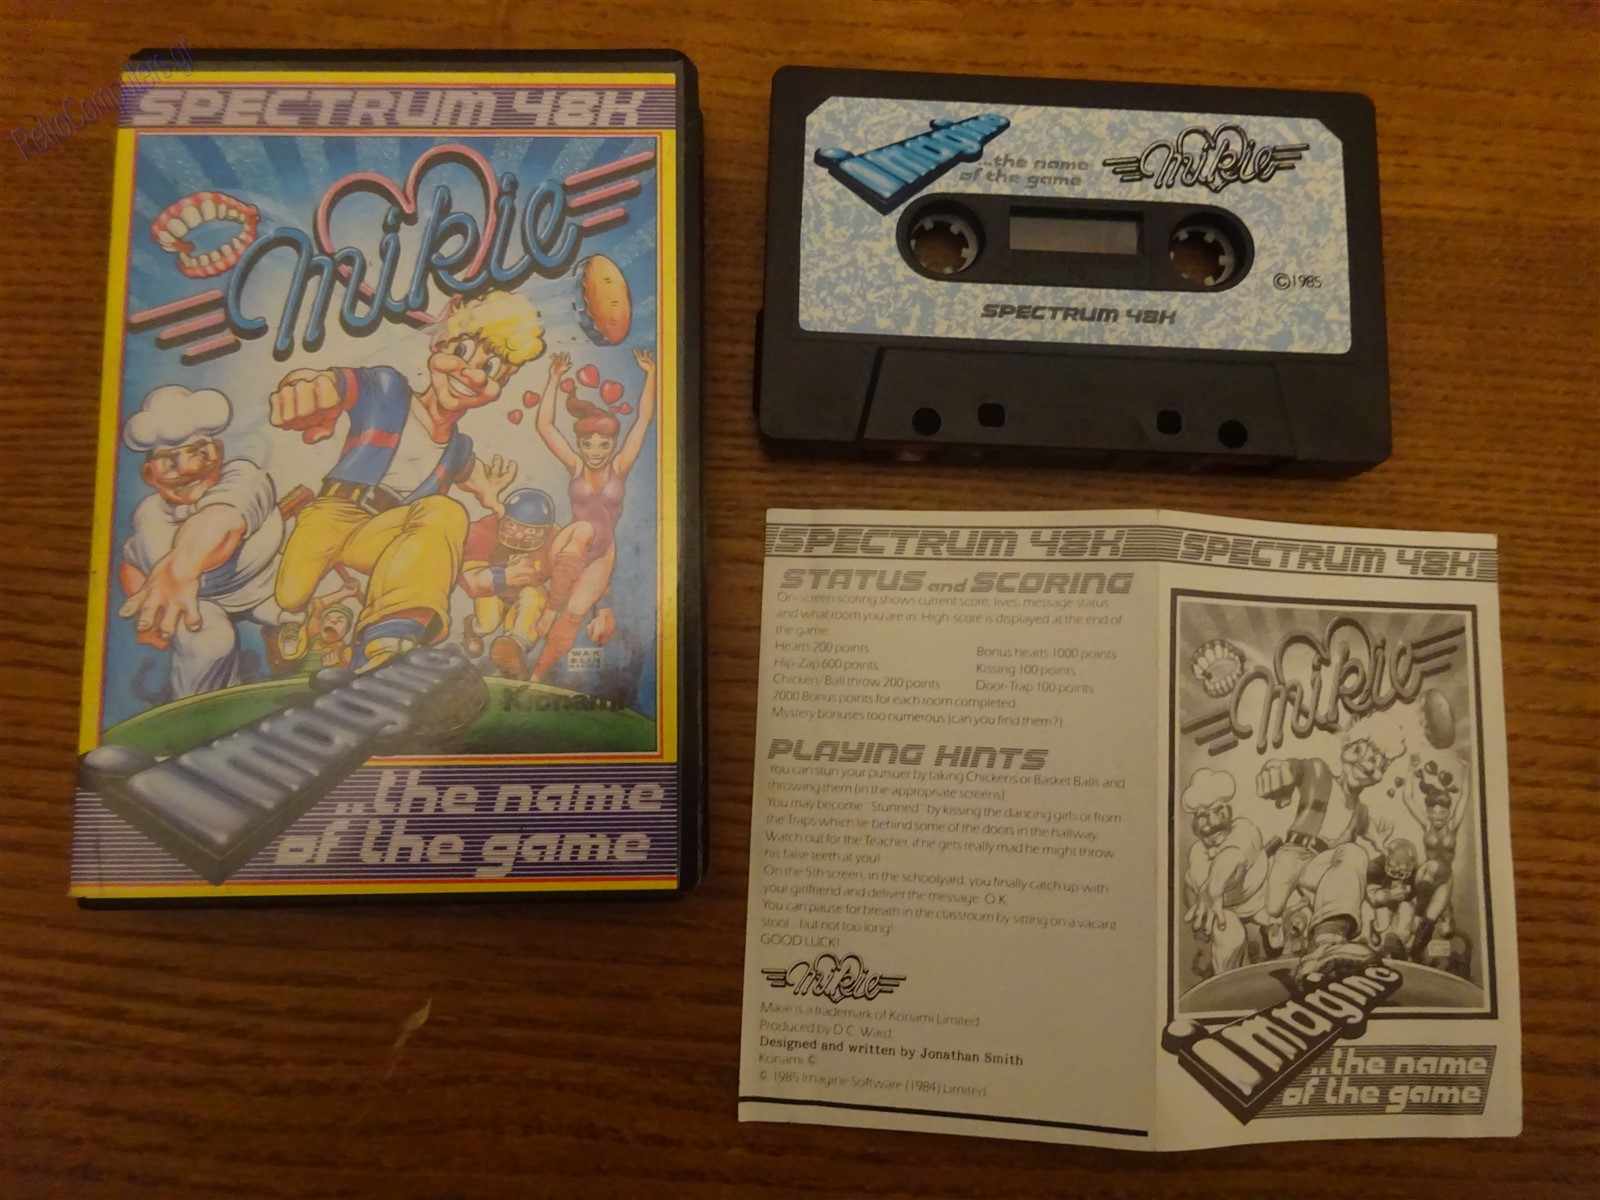 RetroComputers.gr
SPECTRUM 48K
mikie
WAK
ELIN
Konami
imagine
...the name
of the game
imagine
...the name
of the game
mikie
©1985
SPECTRUM 48K
SPECTRUM 48K
STATUS and SCORING
On-screen scoring shows current score, lives, message status
and what room you are in. High-score is displayed at the end of
the game.
Hearts 200 points
Bonus hearts 1000 points
Hip-Zap 600 points
Kissing 100 points
Chicken/Ball throw 200 points
Door-Trap 100 points
2000 Bonus points for each room completed.
Mystery bonuses too numerous (can you find them?)
PLAYING HINTS
You can stun your pursuer by taking Chickens or Basket Balls and
throwing them (in the appropriate screens)
You may become "Stunned" by kissing the dancing girls or from
the Traps which lie behind some of the doors in the hallway.
Watch out for the Teacher, if he gets really mad he might throw
his false teeth at you!
On the 5th screen, in the schoolyard, you finally catch up with
your girlfriend and deliver the message. O.K.
You can pause for breath in the classroom by sitting on a vacant
stool...but not too long!
GOOD LUCK!
mikie
Mikie is a trademark of Konami Limited
Produced by D.C. Ward
Designed and written by Jonathan Smith
Konami ©
© 1985 Imagine Software (1984) Limited.
SPECTRUM 48K
mikie
imagine
...the name
of the game